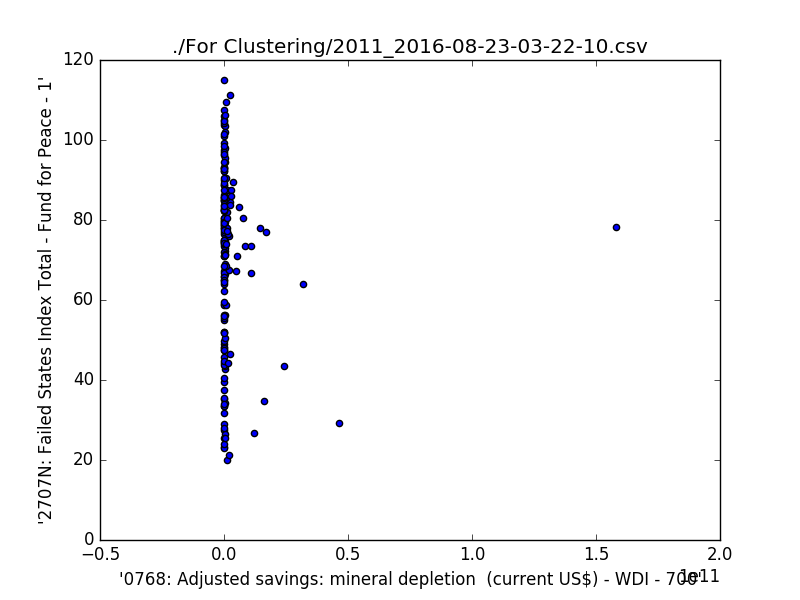 ./For Clustering/2011_2016-08-23-03-22-10.csv
120
100
80
60
40
20
0
'2707N: Failed States Index Total - Fund for Peace - 1'
−0.5 0.0 0.5 1.0 1.5 2.0
1e11
'0768: Adjusted savings: mineral depletion (current US$) - WDI - 700'